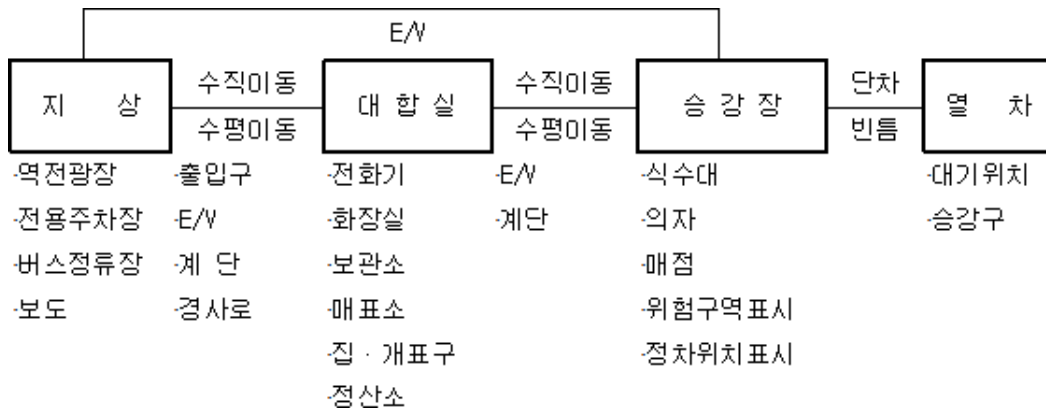 E/V
수직이동 수직이동 단차
지 상 대 합 실 승 강 장 열 차
수평이동 수평이동 빈틈
-역전광장 -출입구 -전화기 -E/V -식수대 -대기위치
-전용주차장 -E/V -화장실 -계단 -의자 -승강구
-버스정류장 -계 단 -보관소 -매점
-보도 -경사로 -매표소 -위험구역표시
-집 · 개표구 -정차위치표시
-정산소